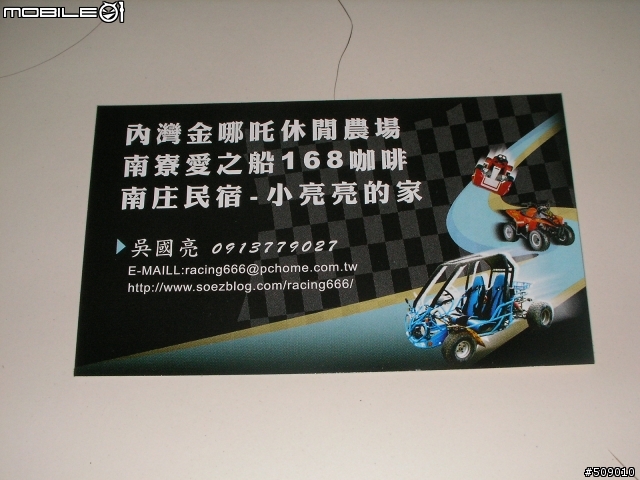 MOBILE01
內灣金哪吒休閒農場
南寮愛之船168咖啡
南庄民宿-小亮亮的家
吳國亮 0913779027
E-MAILL:racing666@pchome.com.tw
http://www.soezblog.com/racing666/
#509010